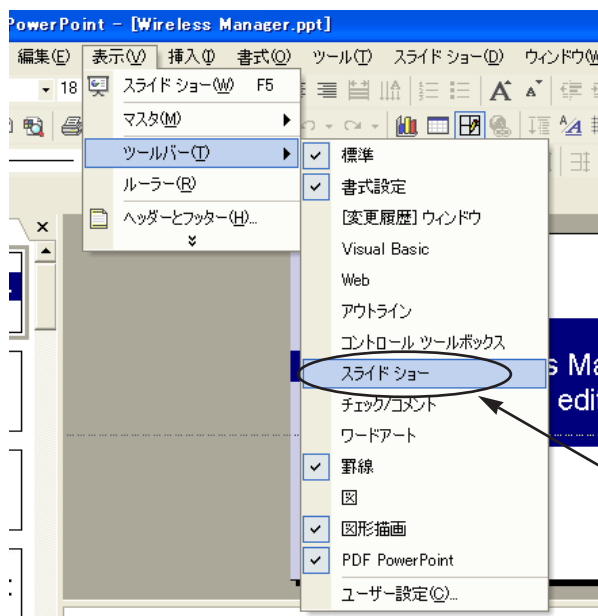 PowerPoint - [Wireless Manager.ppt]
編集(E) 表示(V) 挿入(I) 書式(O) ツール(T) スライド ショー(D) ウィンドウ(W
18
スライド ショー(W) F5
マスタ(M)
ツールバー(T)
ルーラー(R)
ヘッダーとフッター(H)...
標準
書式設定
[変更履歴] ウィンドウ
Visual Basic
Web
アウトライン
コントロール ツールボックス
スライド ショー
チェック/コメント
ワードアート
罫線
図
図形描画
PDF PowerPoint
ユーザー設定(C)...
s Ma
edit